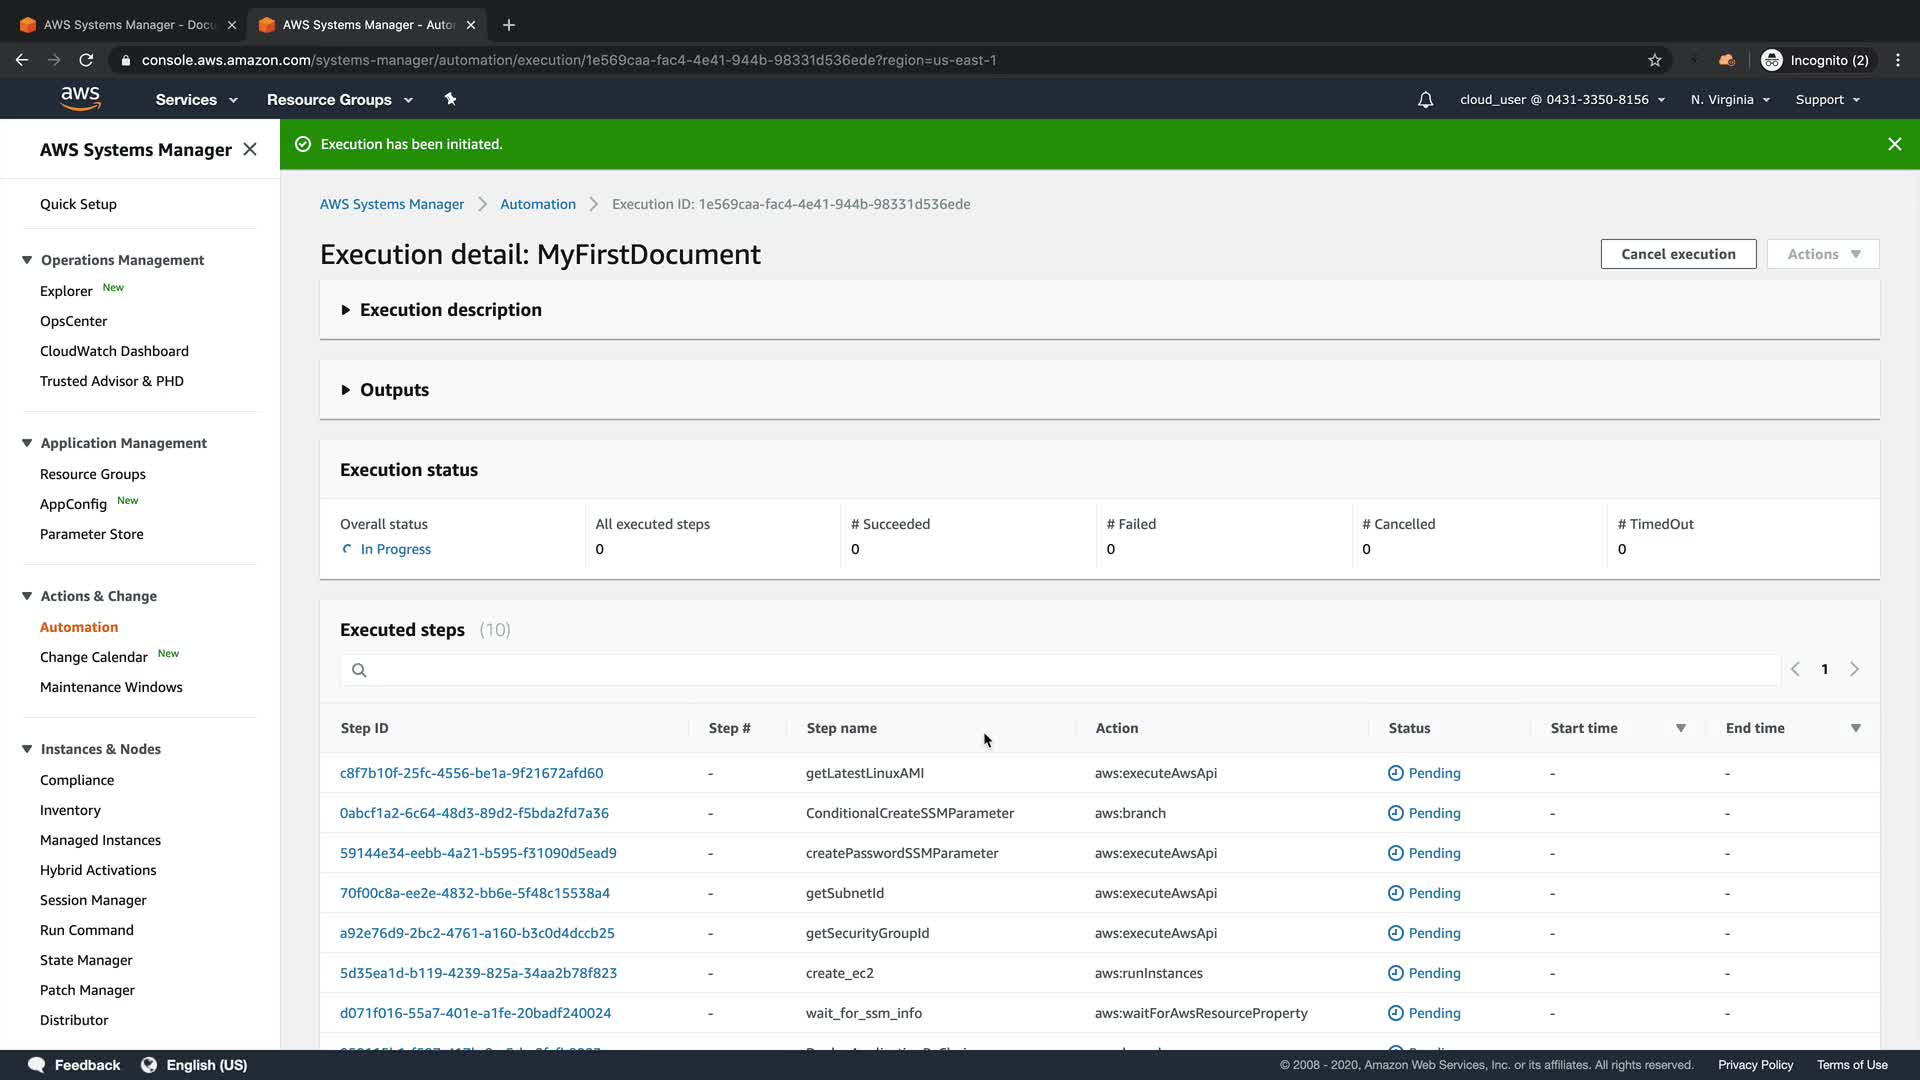 AWS Systems Manager - Docu
AWS Systems Manager - Auto
console.aws.amazon.com/systems-manager/automation/execution/1e569caa-fac4-4e41-944b-98331d536ede?region=us-east-1
Incognito (2)
aws
Services
Resource Groups
cloud_user @ 0431-3350-8156
N. Virginia
Support
AWS Systems Manager
Execution has been initiated.
Quick Setup
Operations Management
Explorer New
OpsCenter
CloudWatch Dashboard
Trusted Advisor & PHD
Application Management
Resource Groups
AppConfig New
Parameter Store
Actions & Change
Automation
Change Calendar New
Maintenance Windows
Instances & Nodes
Compliance
Inventory
Managed Instances
Hybrid Activations
Session Manager
Run Command
State Manager
Patch Manager
Distributor
AWS Systems Manager Automation Execution ID: 1e569caa-fac4-4e41-944b-98331d536ede
Execution detail: MyFirstDocument
Cancel execution
Actions
Execution description
Outputs
Execution status
Overall status All executed steps # Succeeded # Failed # Cancelled # TimedOut
In Progress 0 0 0 0 0
Executed steps (10)
1
Step ID Step # Step name Action Status Start time End time
c8f7b10f-25fc-4556-be1a-9f21672afd60 - getLatestLinuxAMI aws:executeAwsApi Pending - -
0abcf1a2-6c64-48d3-89d2-f5bda2fd7a36 - ConditionalCreateSSMParameter aws:branch Pending - -
59144e34-eebb-4a21-b595-f31090d5ead9 - createPasswordSSMParameter aws:executeAwsApi Pending - -
70f00c8a-ee2e-4832-bb6e-5f48c15538a4 - getSubnetId aws:executeAwsApi Pending - -
a92e76d9-2bc2-4761-a160-b3c0d4dccb25 - getSecurityGroupId aws:executeAwsApi Pending - -
5d35ea1d-b119-4239-825a-34aa2b78f823 - create_ec2 aws:runInstances Pending - -
d071f016-55a7-401e-a1fe-20badf240024 - wait_for_ssm_info aws:waitForAwsResourceProperty Pending - -
Feedback
English (US)
© 2008 - 2020, Amazon Web Services, Inc. or its affiliates. All rights reserved.
Privacy Policy
Terms of Use